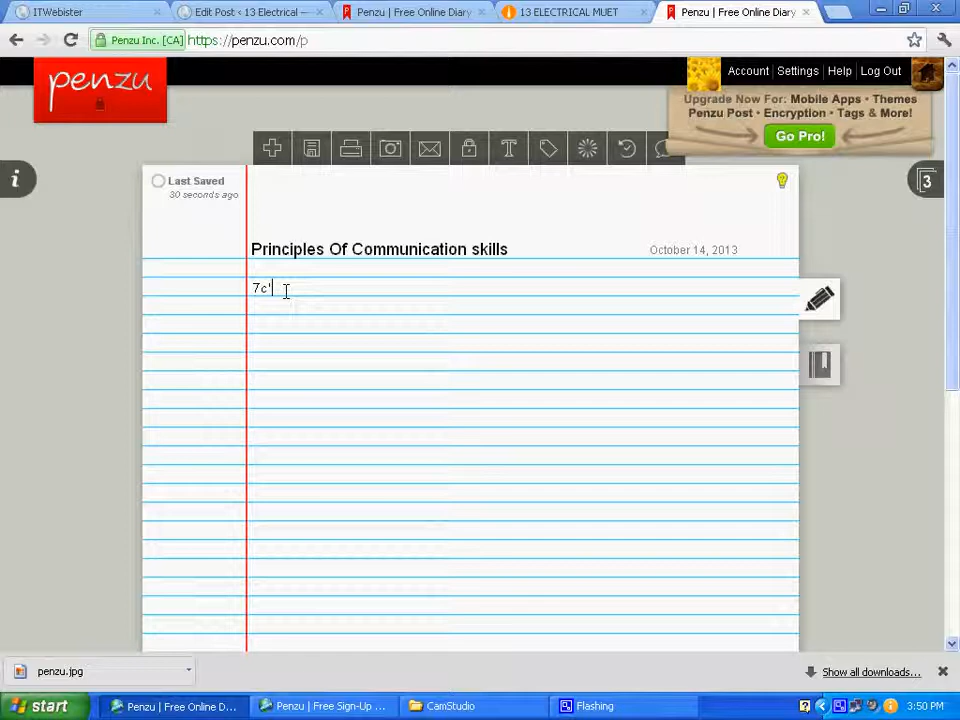 ITWebister
Edit Post ‹ 13 Electrical —
Penzu | Free Online Diary
13 ELECTRICAL MUET
Penzu | Free Online Diary
Penzu Inc. [CA]
https://penzu.com/p
penzu
Account
Settings
Help
Log Out
Upgrade Now For: Mobile Apps • Themes
Penzu Post • Encryption • Tags & More!
Go Pro!
i
Last Saved
30 seconds ago
3
Principles Of Communication skills
October 14, 2013
7c'
penzu.jpg
Show all downloads...
start
Penzu | Free Online D...
Penzu | Free Sign-Up ...
CamStudio
Flashing
3:50 PM